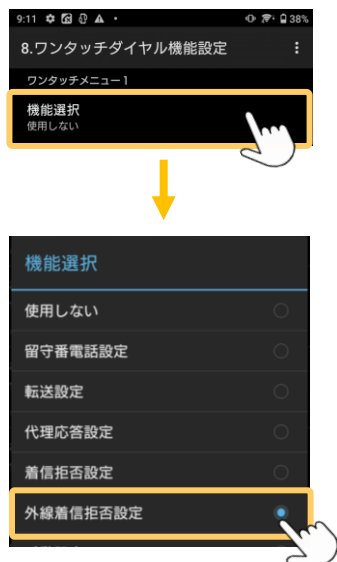 9:11 38%
8.ワンタッチダイヤル機能設定
ワンタッチメニュー1
機能選択
使用しない
機能選択
使用しない
留守番電話設定
転送設定
代理応答設定
着信拒否設定
外線着信拒否設定